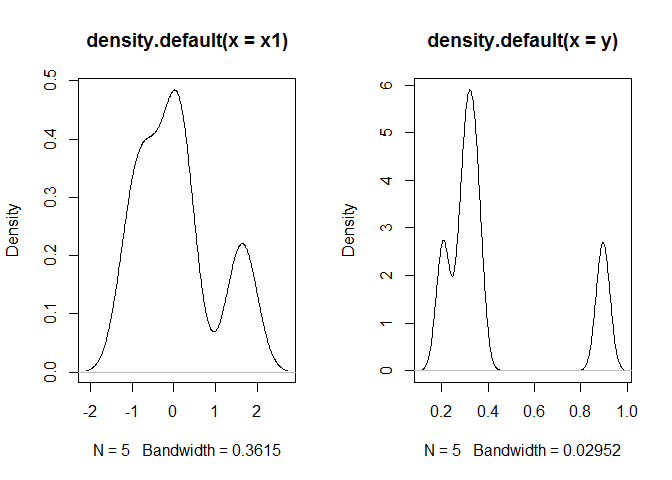 density.default(x = x1)
Density
0.0 0.1 0.2 0.3 0.4 0.5
-2 -1 0 1 2
N = 5 Bandwidth = 0.3615
density.default(x = y)
Density
0 1 2 3 4 5 6
0.2 0.4 0.6 0.8 1.0
N = 5 Bandwidth = 0.02952